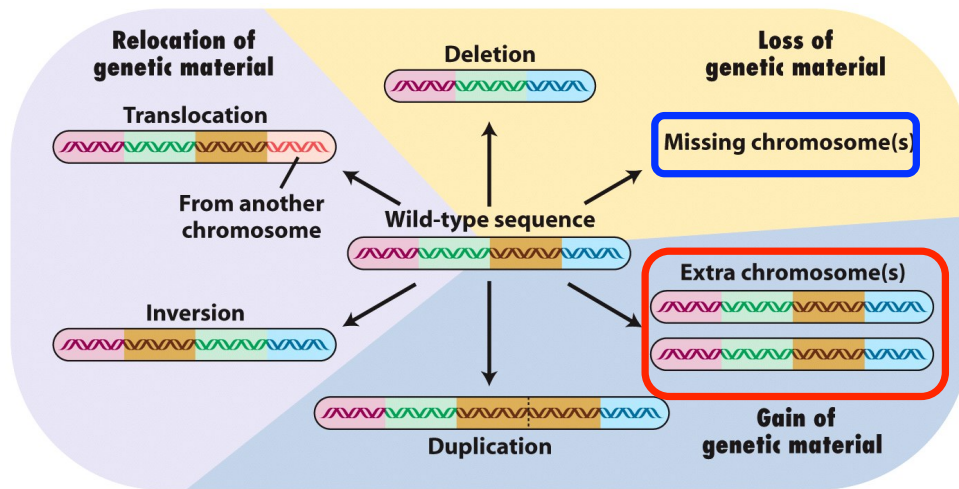 Relocation of
genetic material
Deletion
Loss of
genetic material
Translocation
Missing chromosome(s)
From another
chromosome
Wild-type sequence
Extra chromosome(s)
Inversion
Duplication
Gain of
genetic material